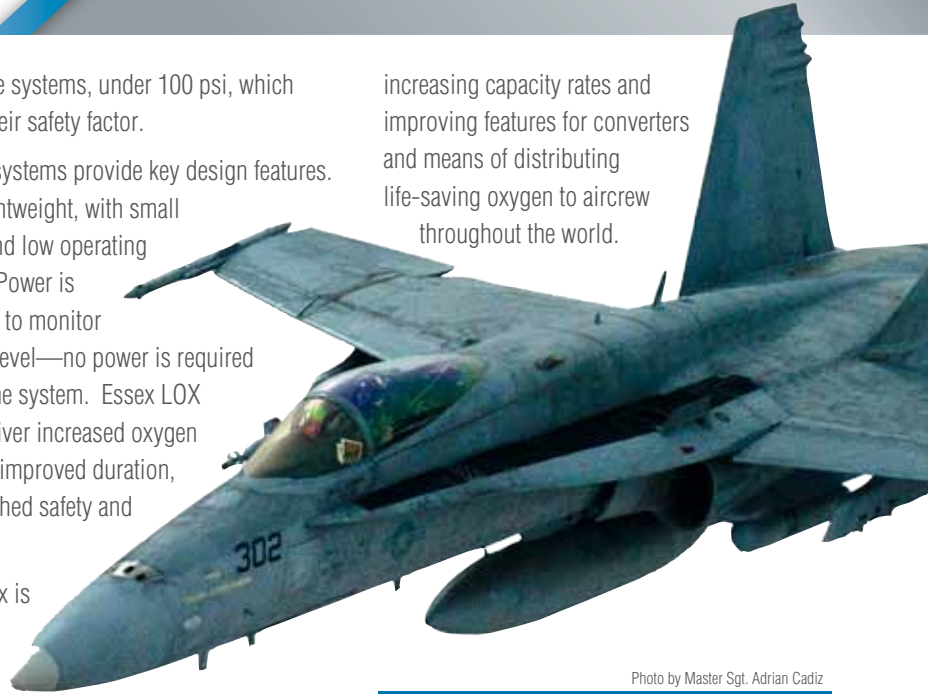 e systems, under 100 psi, which
eir safety factor.
systems provide key design features.
htweight, with small
nd low operating
Power is
to monitor
evel—no power is required
ne system.  Essex LOX
iver increased oxygen
improved duration,
hed safety and
x is
increasing capacity rates and
improving features for converters
and means of distributing
life-saving oxygen to aircrew
throughout the world.
302
Photo by Master Sgt. Adrian Cadiz